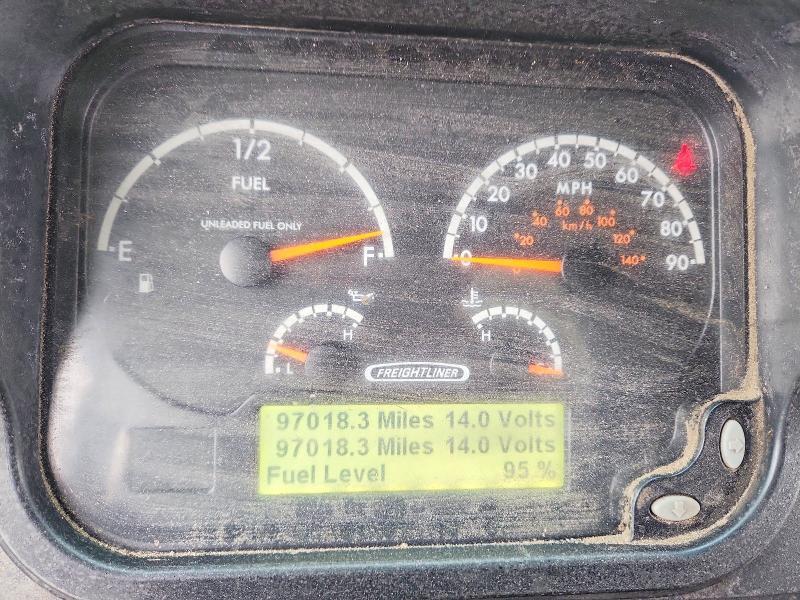 1/2
FUEL
UNLEADED FUEL ONLY
E
F
0 10 20 30 40 50 60 70 80 90
MPH
20 40 60 80 100 120 140
km/h
L H
H
FREIGHTLINER
97018.3 Miles 14.0 Volts
97018.3 Miles 14.0 Volts
Fuel Level 95 %